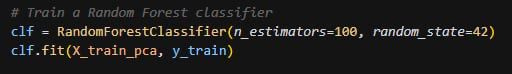 # Train a Random Forest classifier
clf = RandomForestClassifier(n_estimators=100, random_state=42)
clf.fit(X_train_pca, y_train)